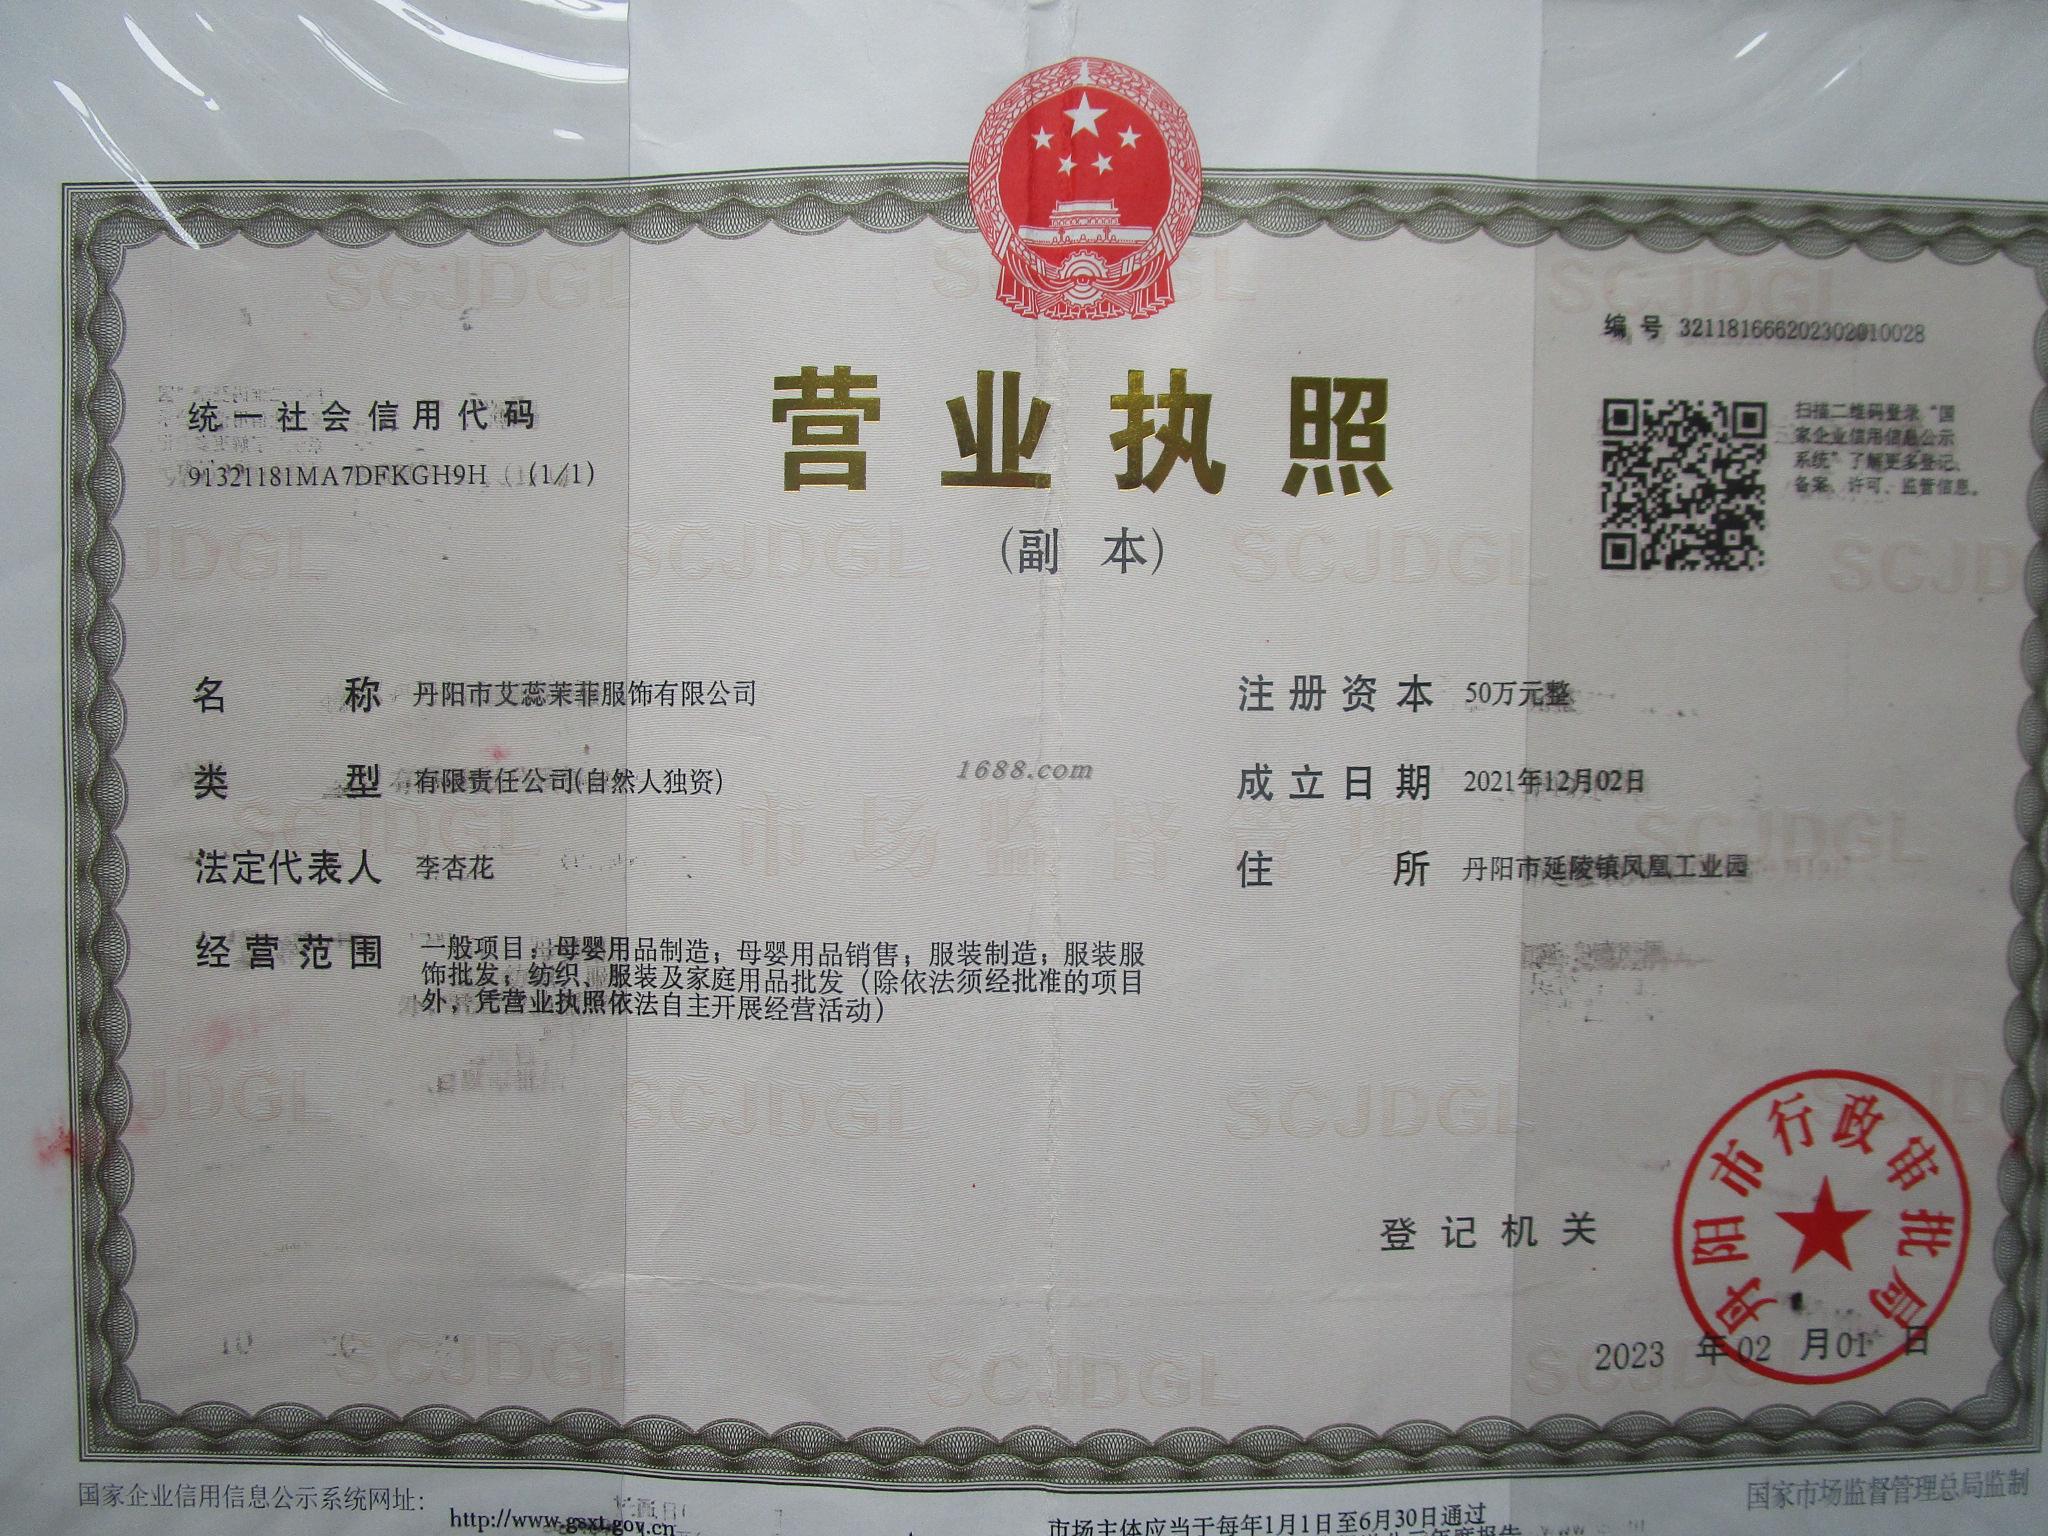 编号 321181666202302010028
统一社会信用代码
91321181MA7DFKGH9H (1/1)
营业执照
(副 本)
扫描二维码登录“国
家企业信用信息公示
系统”了解更多登记、
备案、许可、监管信息。
名称 丹阳市艾蕊茉菲服饰有限公司
类型 有限责任公司(自然人独资)
法定代表人 李杏花
经营范围 一般项目：母婴用品制造；母婴用品销售；服装制造；服装服
饰批发；纺织、服装及家庭用品批发（除依法须经批准的项目
外，凭营业执照依法自主开展经营活动）
注册资本 50万元整
成立日期 2021年12月02日
住所 丹阳市延陵镇凤凰工业园
1688.com
市场监督管理
SCJDGL
登记机关
丹阳市行政审批局
2023 年 02 月 01 日
国家企业信用信息公示系统网址：
http://www.gsxt.gov.cn
市场主体应当于每年1月1日至6月30日通过
国家市场监督管理总局监制